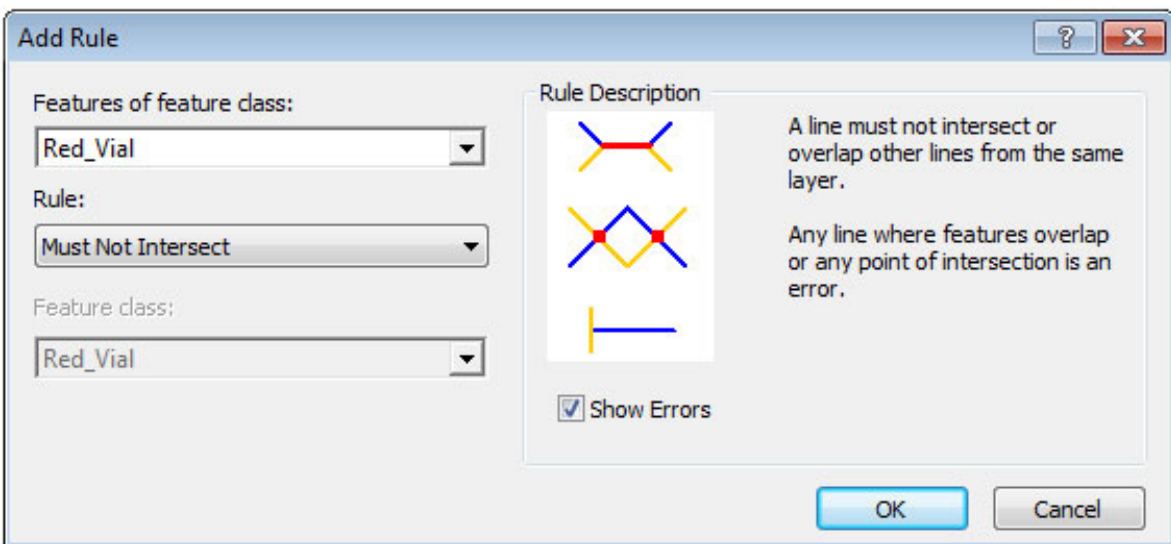 Add Rule
Features of feature class:
Red_Vial
Rule:
Must Not Intersect
Feature class:
Red_Vial
Rule Description
A line must not intersect or
overlap other lines from the same
layer.
Any line where features overlap
or any point of intersection is an
error.
Show Errors
OK
Cancel